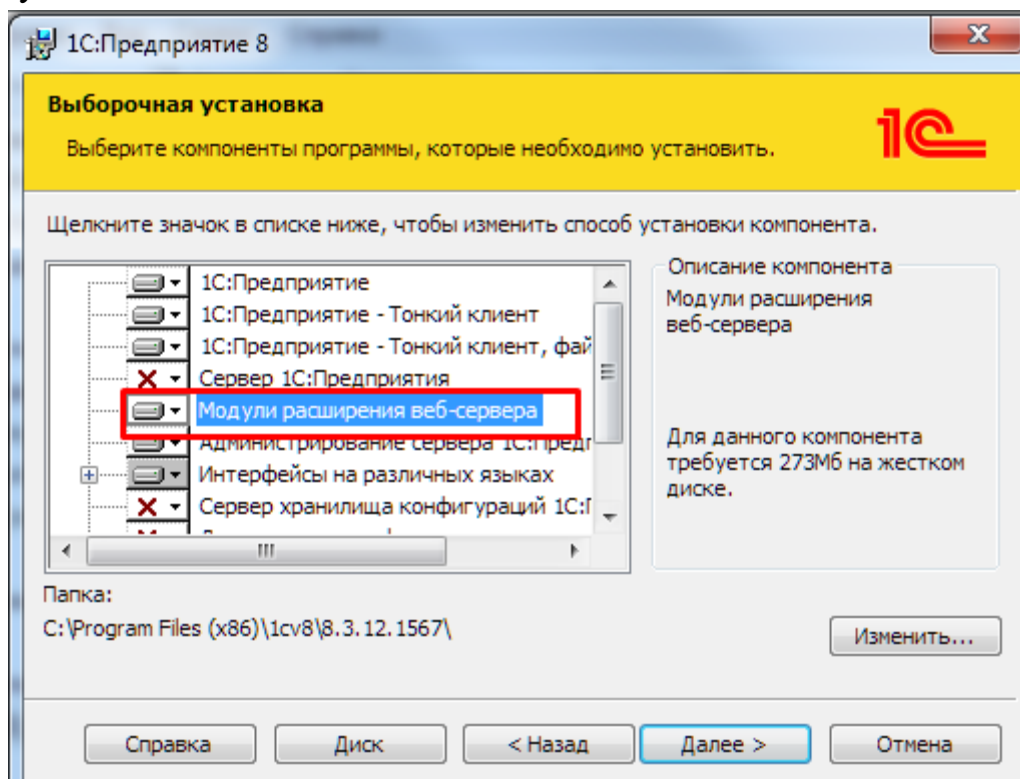 1С:Предприятие 8
Выборочная установка
Выберите компоненты программы, которые необходимо установить.
1С
Щелкните значок в списке ниже, чтобы изменить способ установки компонента.
1С:Предприятие
1С:Предприятие - Тонкий клиент
1С:Предприятие - Тонкий клиент, фай
Сервер 1С:Предприятия
Модули расширения веб-сервера
Администрирование сервера 1С:Предп
Интерфейсы на различных языках
Сервер хранилища конфигураций 1С:П
Описание компонента
Модули расширения
веб-сервера
Для данного компонента
требуется 273Мб на жестком
диске.
Папка:
C:\Program Files (x86)\1cv8\8.3.12.1567\
Изменить...
Справка
Диск
< Назад
Далее >
Отмена